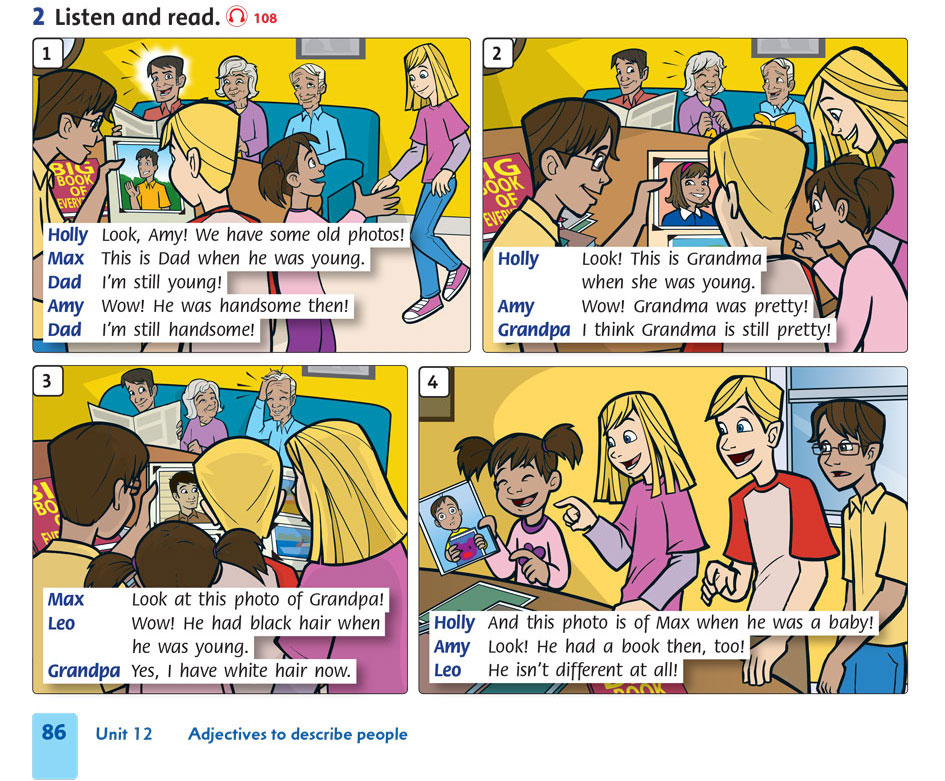 2 Listen and read. 108
1
BIG
BOOK
OF
Holly Look, Amy! We have some old photos!
Max This is Dad when he was young.
Dad I'm still young!
Amy Wow! He was handsome then!
Dad I'm still handsome!
2
BIG
BOOK
OF
Holly Look! This is Grandma
when she was young.
Amy Wow! Grandma was pretty!
Grandpa I think Grandma is still pretty!
3
Max Look at this photo of Grandpa!
Leo Wow! He had black hair when
he was young.
Grandpa Yes, I have white hair now.
4
Holly And this photo is of Max when he was a baby!
Amy Look! He had a book then, too!
Leo He isn't different at all!
BOOK
86 Unit 12 Adjectives to describe people